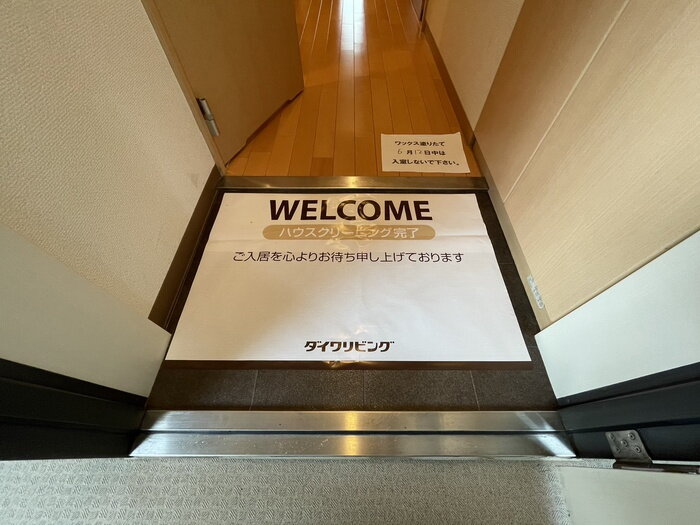 ワックス塗りたて
6月12日中は
入室しないで下さい。
WELCOME
ハウスクリーニング完了
ご入居を心よりお待ち申し上げております
ダイワリビング